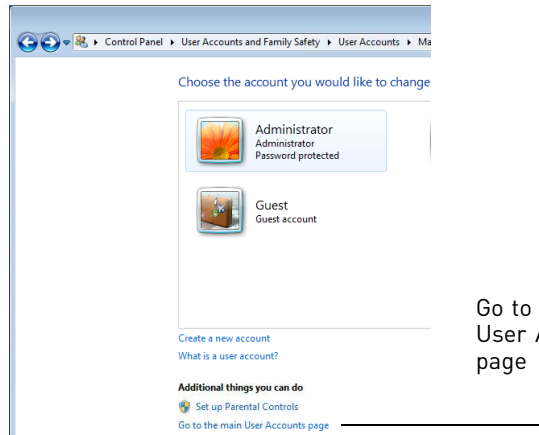 Control Panel ▸ User Accounts and Family Safety ▸ User Accounts ▸
Choose the account you would like to change
Administrator
Administrator
Password protected
Guest
Guest account
Create a new account
What is a user account?
Additional things you can do
Set up Parental Controls
Go to the main User Accounts page
Go to
User
page